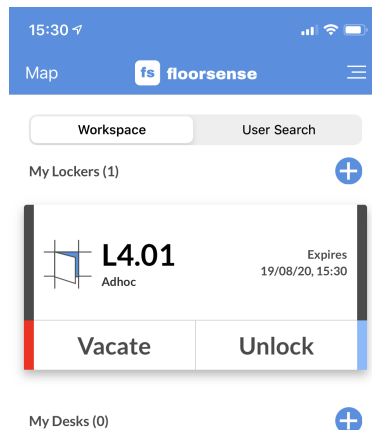 15:30
Map
fs floorsense
Workspace
User Search
My Lockers (1)
L4.01
Adhoc
Expires
19/08/20, 15:30
Vacate
Unlock
My Desks (0)